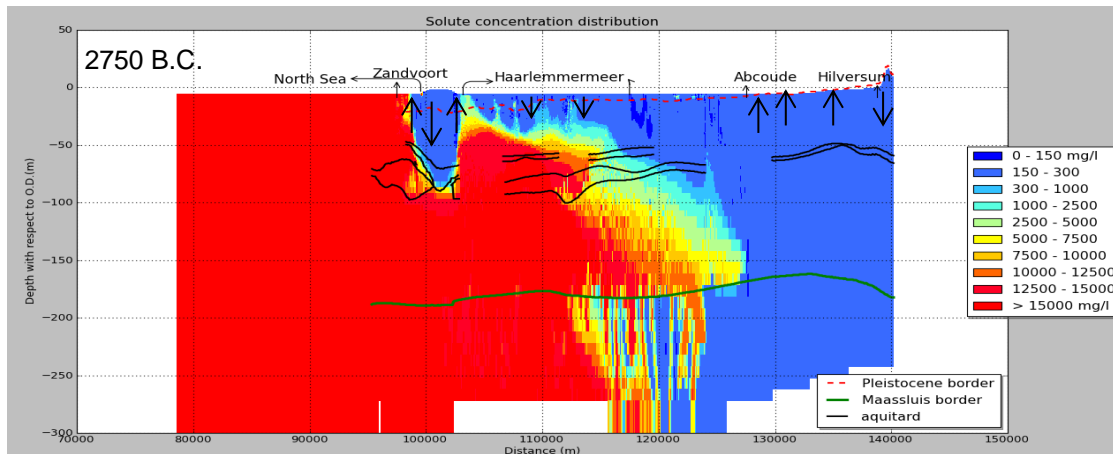 Solute concentration distribution
2750 B.C.
North Sea
Zandvoort
Haarlemmermeer
Abcoude
Hilversum
50
0
−50
−100
−150
−200
−250
−300
Depth with respect to O.D.(m)
70000
80000
90000
100000
110000
120000
130000
140000
150000
Distance (m)
0 - 150 mg/l
150 - 300
300 - 1000
1000 - 2500
2500 - 5000
5000 - 7500
7500 - 10000
10000 - 12500
12500 - 15000
> 15000 mg/l
Pleistocene border
Maassluis border
aquitard